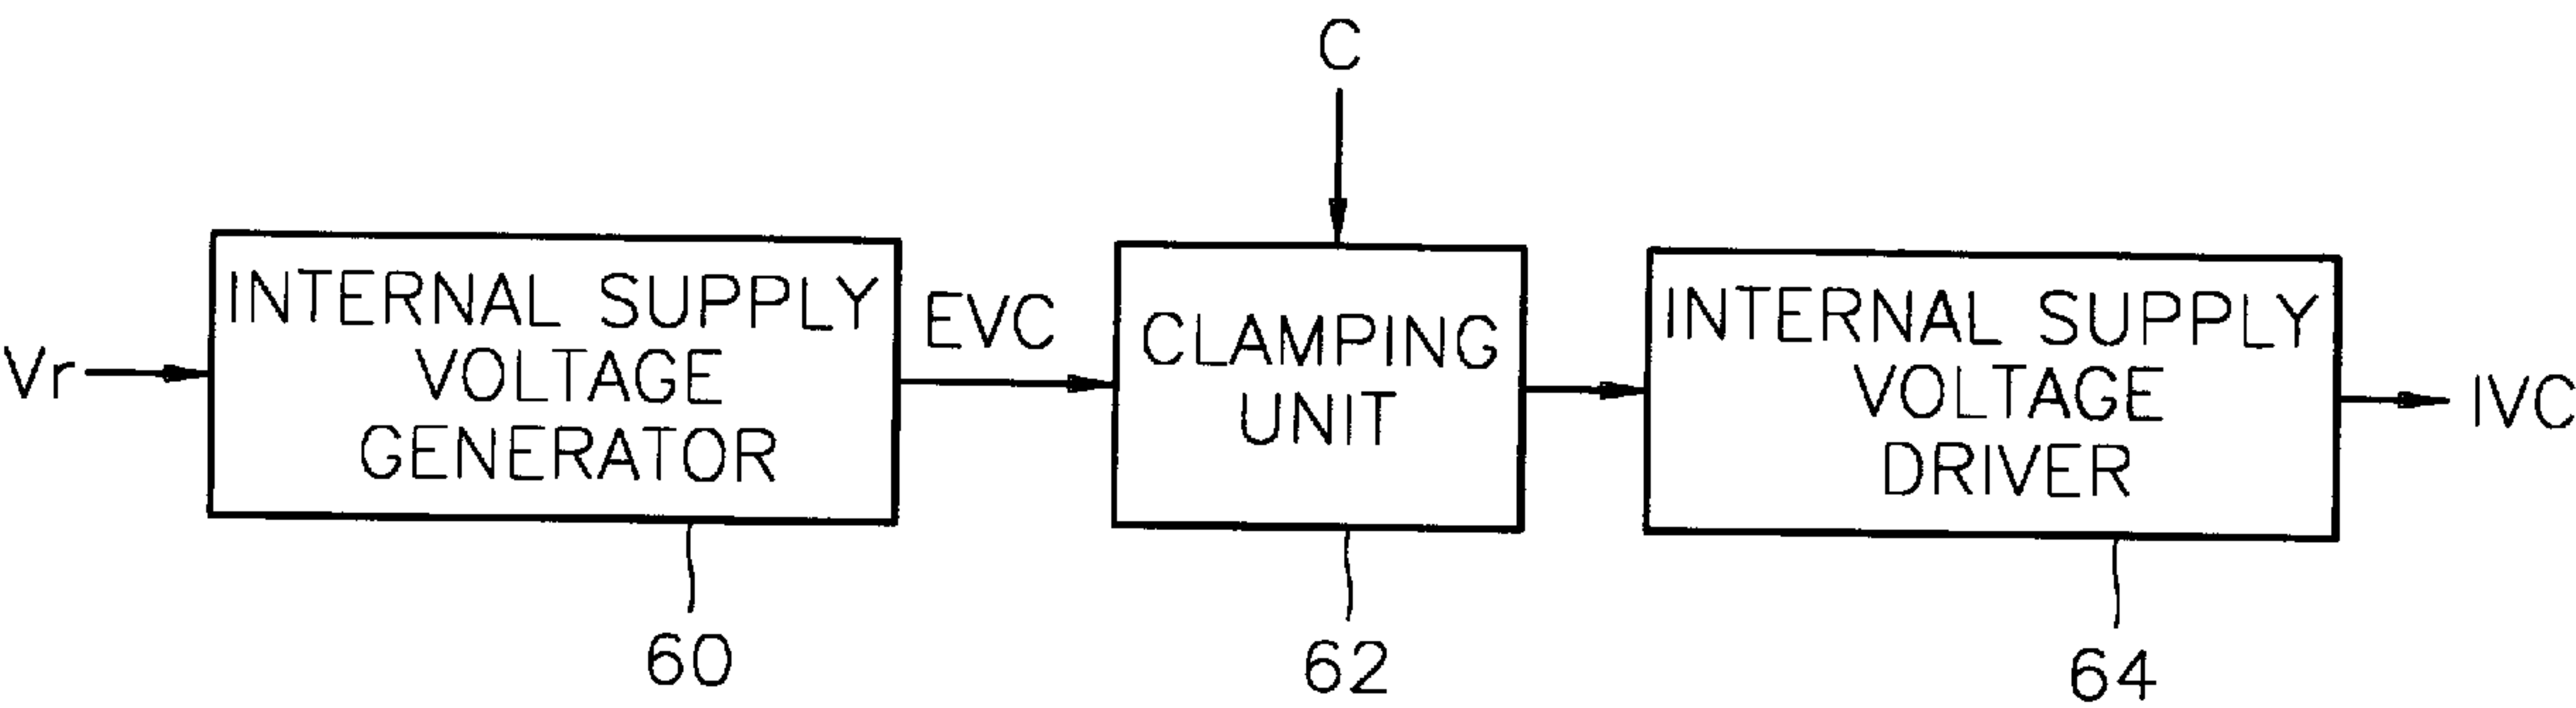 C
Vr
INTERNAL SUPPLY
VOLTAGE
GENERATOR
EVC
CLAMPING
UNIT
INTERNAL SUPPLY
VOLTAGE
DRIVER
IVC
60
62
64